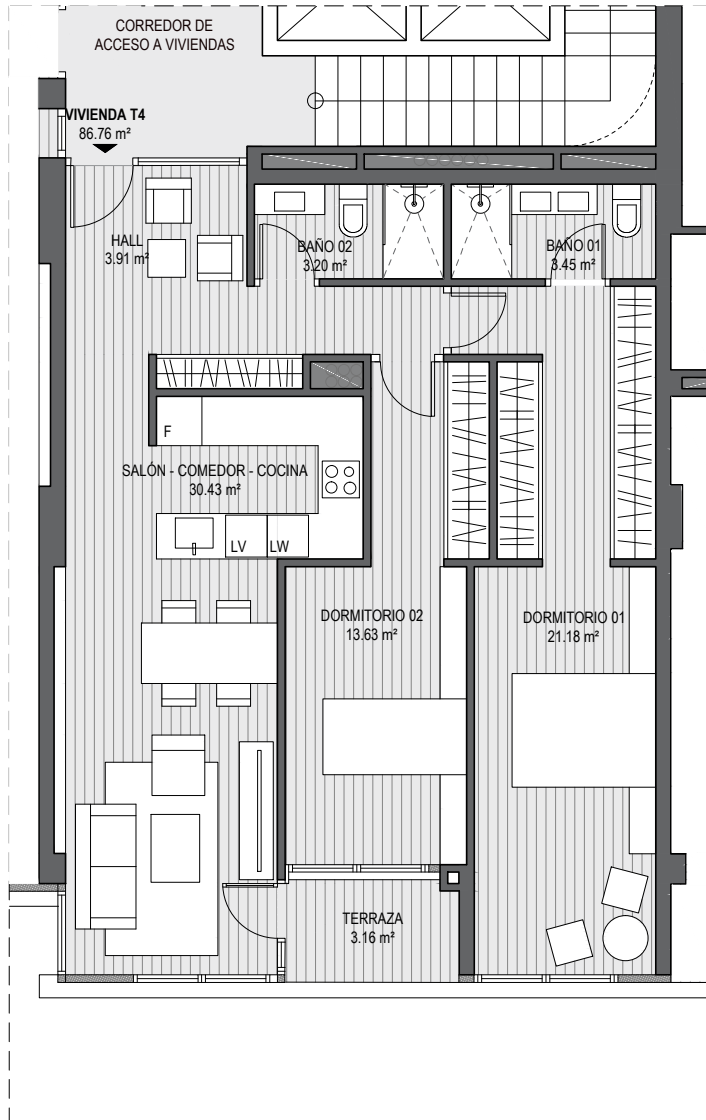 CORREDOR DE
ACCESO A VIVIENDAS
VIVIENDA T4
86.76 m²
HALL
3.91 m²
BAÑO 02
3.20 m²
BAÑO 01
3.45 m²
F
SALÓN - COMEDOR - COCINA
30.43 m²
LV
LW
DORMITORIO 02
13.63 m²
DORMITORIO 01
21.18 m²
TERRAZA
3.16 m²